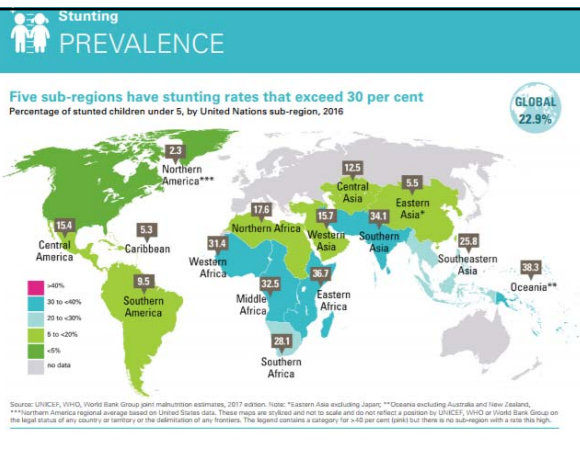 Stunting
PREVALENCE
Five sub-regions have stunting rates that exceed 30 per cent
Percentage of stunted children under 5, by United Nations sub-region, 2016
GLOBAL
22.9%
2.3
Northern
America***
12.5
Central
Asia
5.5
Eastern
Asia*
15.4
Central
America
5.3
Caribbean
17.6
Northern Africa
15.7
Western
Asia
34.1
Southern
Asia
31.4
Western
Africa
25.8
Southeastern
Asia
9.5
Southern
America
32.5
Middle
Africa
36.7
Eastern
Africa
38.3
Oceania**
28.1
Southern
Africa
>40%
30 to <40%
20 to <30%
5 to <20%
<5%
no data
Source: UNICEF, WHO, World Bank Group joint malnutrition estimates, 2017 edition. Note: *Eastern Asia excluding Japan; **Oceania excluding Australia and New Zealand,
***Northern America regional average based on United States data. These maps are stylized and not to scale and do not reflect a position by UNICEF, WHO or World Bank Group on
the legal status of any country or territory or the delimitation of any frontiers. The legend contains a category for >40 per cent (pink) but there is no sub-region with a rate this high.